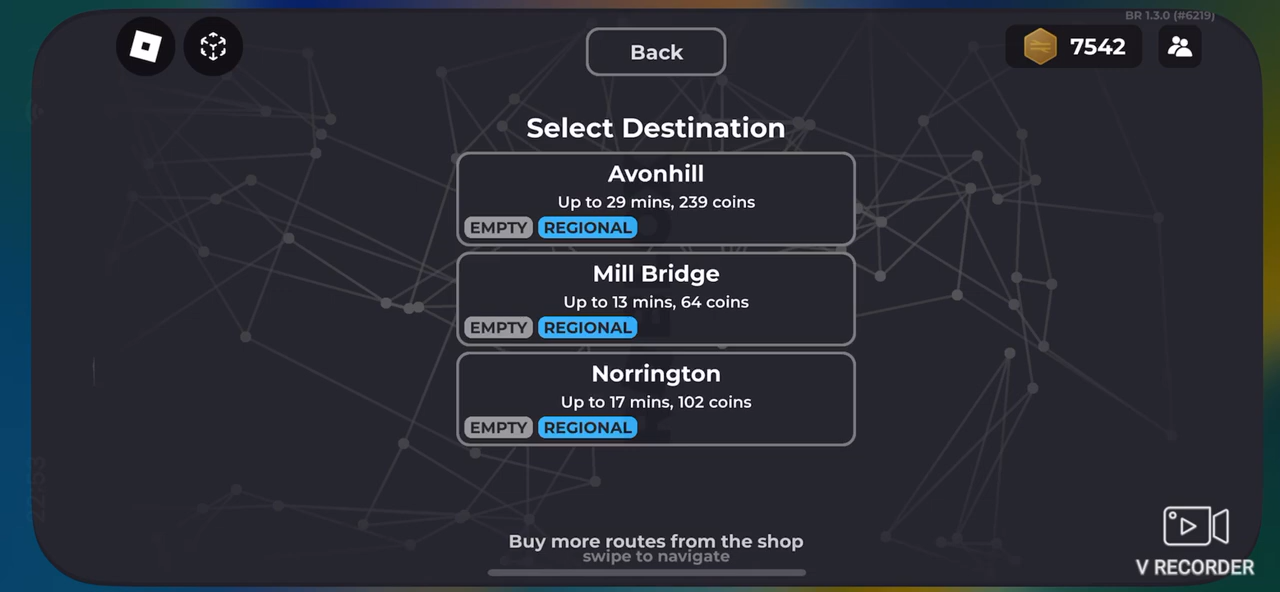 BR 1.3.0 (#6219)
Back
7542
Select Destination
Avonhill
Up to 29 mins, 239 coins
EMPTY REGIONAL
Mill Bridge
Up to 13 mins, 64 coins
EMPTY REGIONAL
Norrington
Up to 17 mins, 102 coins
EMPTY REGIONAL
Buy more routes from the shop
swipe to navigate
V RECORDER